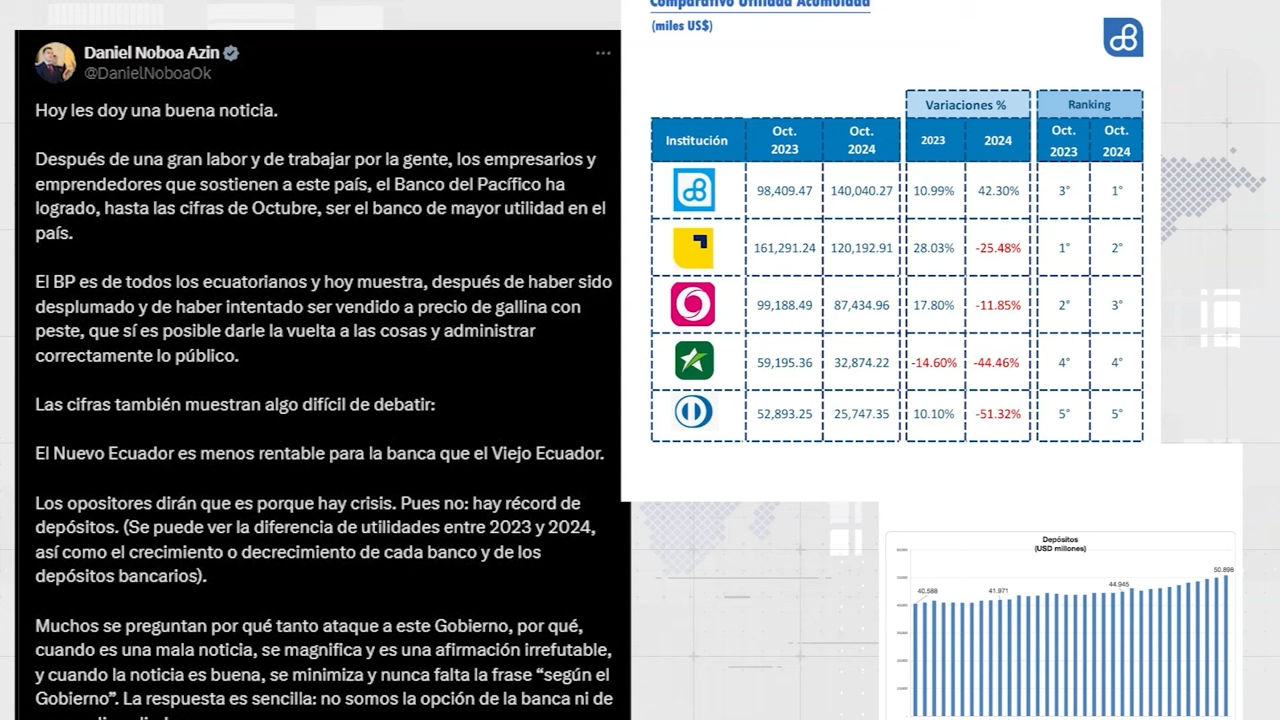 Daniel Noboa Azin
@DanielNoboaOk
Hoy les doy una buena noticia.
Después de una gran labor y de trabajar por la gente, los empresarios y
emprendedores que sostienen a este país, el Banco del Pacífico ha
logrado, hasta las cifras de Octubre, ser el banco de mayor utilidad en el
país.
El BP es de todos los ecuatorianos y hoy muestra, después de haber sido
desplumado y de haber intentado ser vendido a precio de gallina con
peste, que sí es posible darle la vuelta a las cosas y administrar
correctamente lo público.
Las cifras también muestran algo difícil de debatir:
El Nuevo Ecuador es menos rentable para la banca que el Viejo Ecuador.
Los opositores dirán que es porque hay crisis. Pues no: hay récord de
depósitos. (Se puede ver la diferencia de utilidades entre 2023 y 2024,
así como el crecimiento o decrecimiento de cada banco y de los
depósitos bancarios).
Muchos se preguntan por qué tanto ataque a este Gobierno, por qué,
cuando es una mala noticia, se magnifica y es una afirmación irrefutable,
y cuando la noticia es buena, se minimiza y nunca falta la frase “según el
Gobierno”. La respuesta es sencilla: no somos la opción de la banca ni de
Comparativo Utilidad Acumulada
(miles US$)
Variaciones % Ranking
Institución Oct. 2023 Oct. 2024 2023 2024 Oct. 2023 Oct. 2024
98,409.47 140,040.27 10.99% 42.30% 3° 1°
161,291.24 120,192.91 28.03% -25.48% 1° 2°
99,188.49 87,434.96 17.80% -11.85% 2° 3°
59,195.36 32,874.22 -14.60% -44.46% 4° 4°
52,893.25 25,747.35 10.10% -51.32% 5° 5°
Depósitos
(USD millones)
40.588 41.971 44.945 50.898